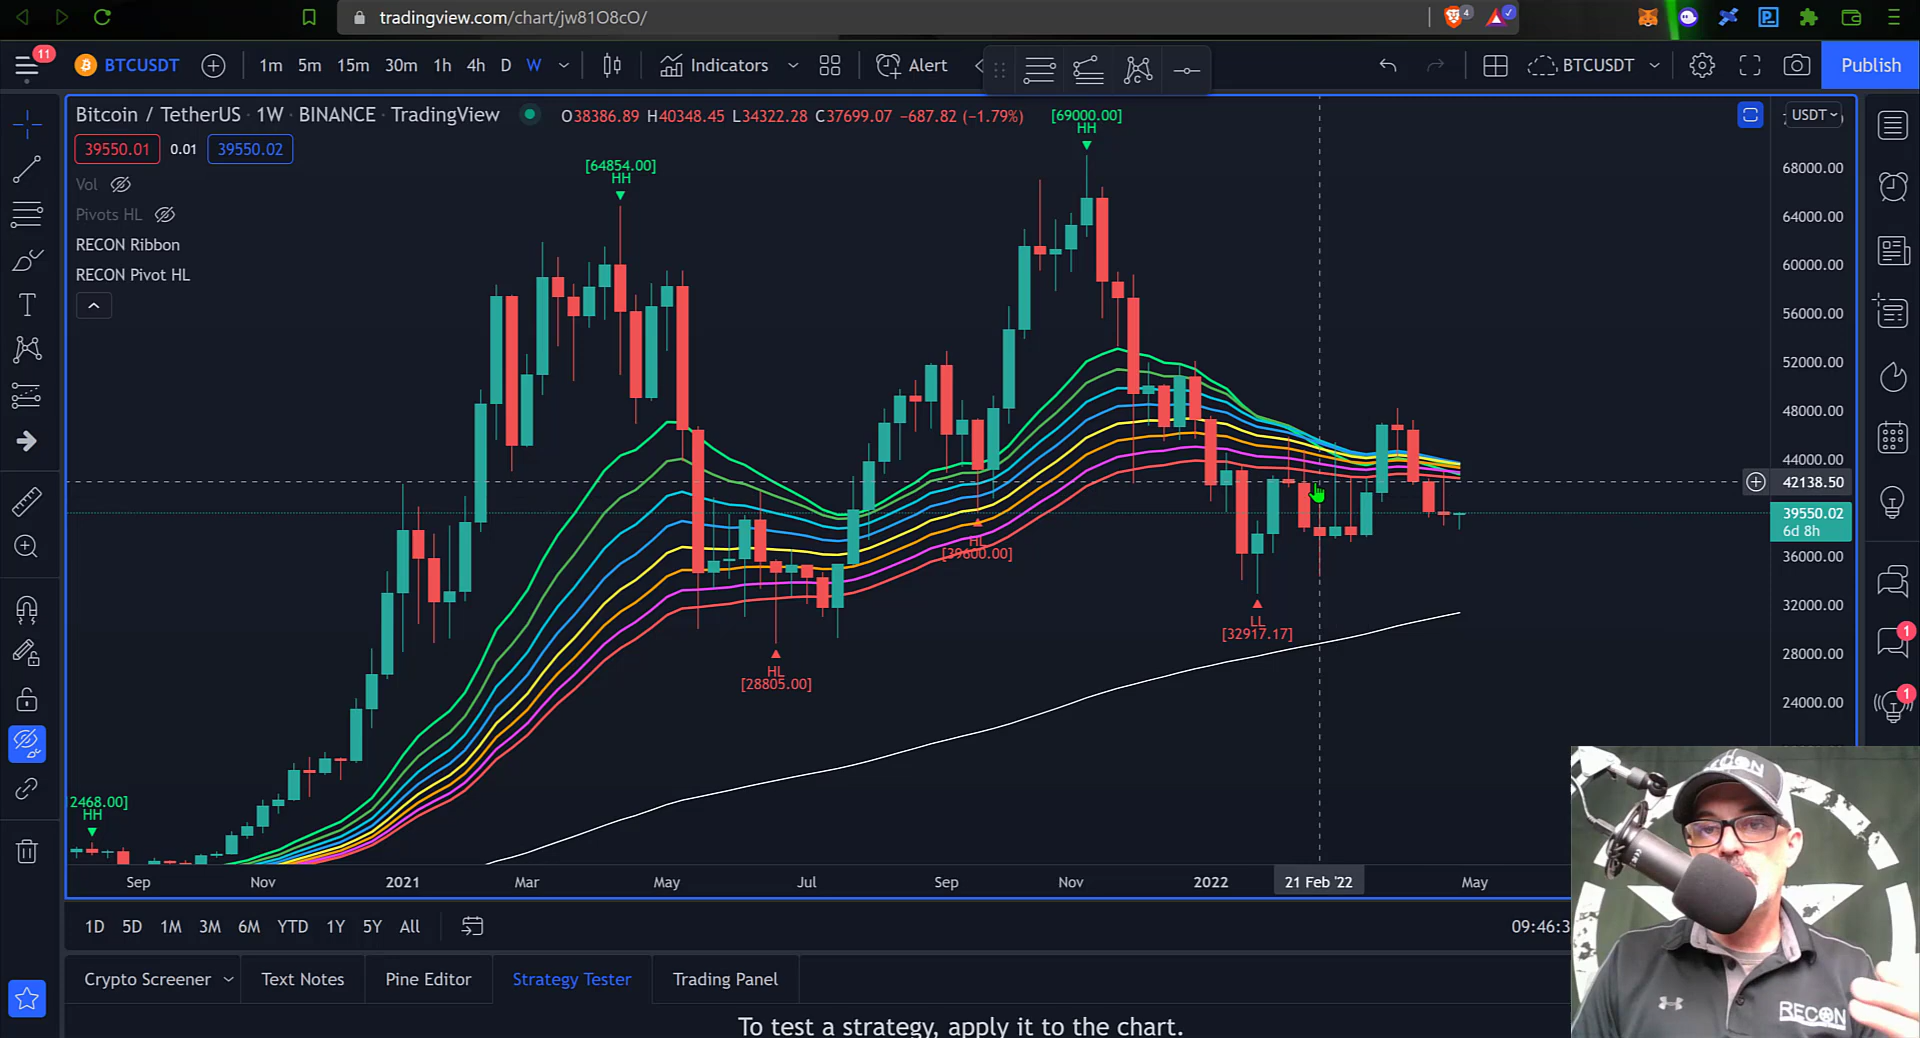 tradingview.com/chart/jw81O8cO/
4
11
BTCUSDT
1m 5m 15m 30m 1h 4h D W
Indicators
Alert
BTCUSDT
Publish
Bitcoin / TetherUS · 1W · BINANCE · TradingView
O38386.89 H40348.45 L34322.28 C37699.07 −687.82 (−1.79%)
USDT
39550.01 0.01 39550.02
Vol
Pivots HL
RECON Ribbon
RECON Pivot HL
[69000.00]
HH
[64854.00]
HH
68000.00
64000.00
60000.00
56000.00
52000.00
48000.00
44000.00
42138.50
39550.02
6d 8h
36000.00
32000.00
28000.00
24000.00
HL
[39600.00]
LL
[32917.17]
HL
[28805.00]
2468.00]
HH
1
1
Sep Nov 2021 Mar May Jul Sep Nov 2022 21 Feb '22 May
1D 5D 1M 3M 6M YTD 1Y 5Y All
09:46:3
Crypto Screener Text Notes Pine Editor Strategy Tester Trading Panel
To test a strategy, apply it to the chart.
RECON
RECON